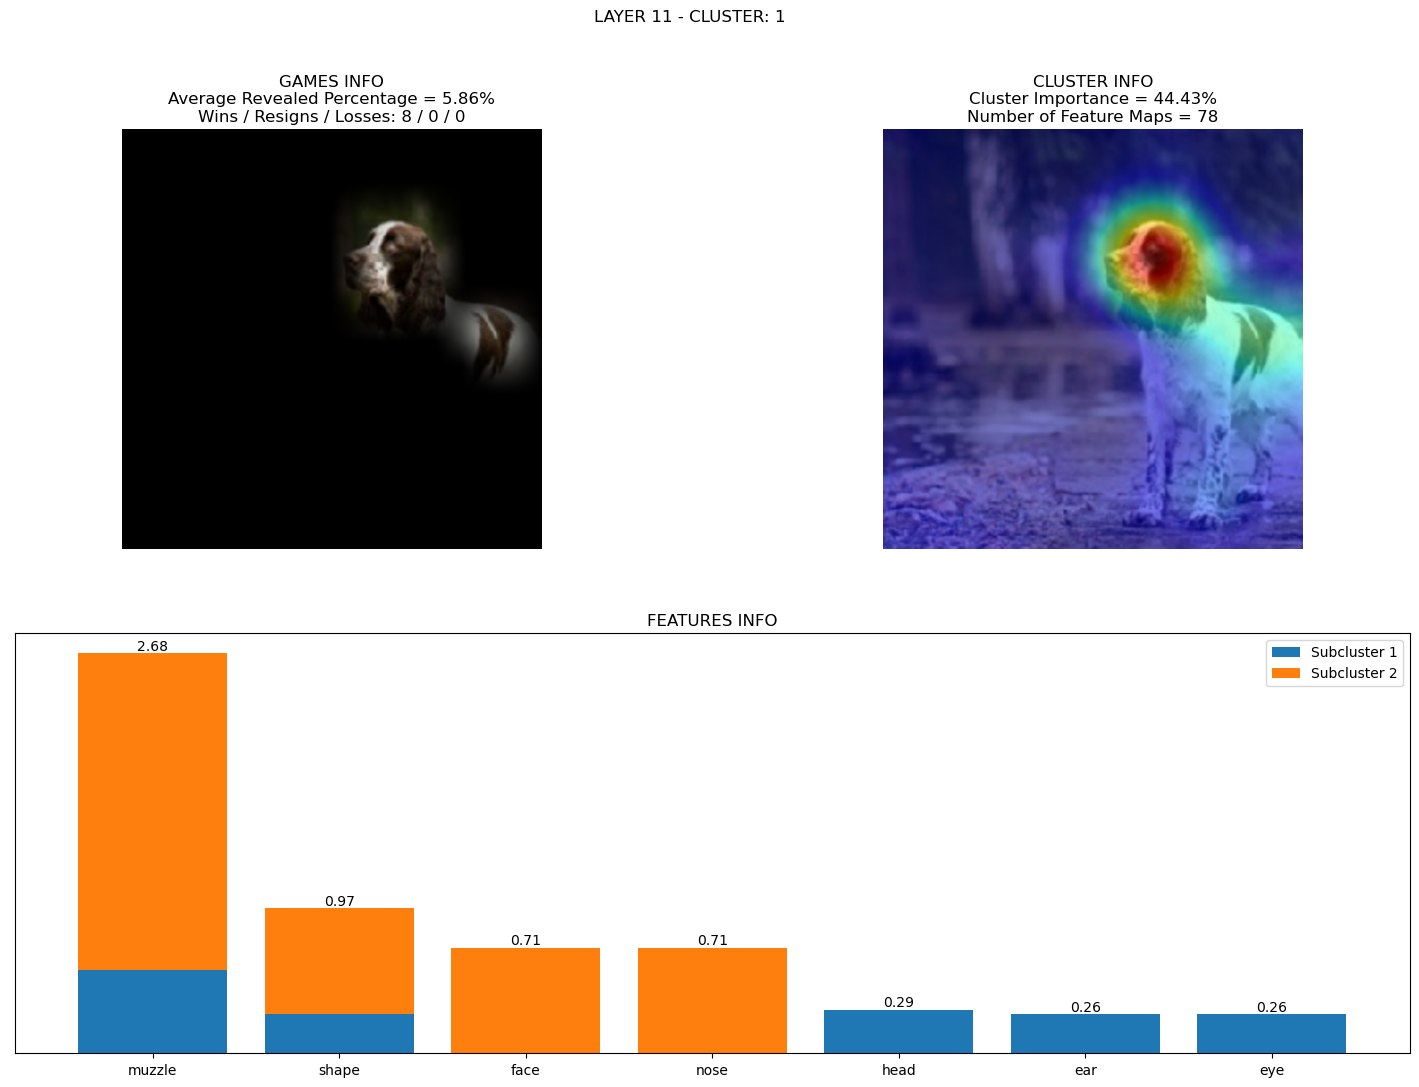 LAYER 11 - CLUSTER: 1
GAMES INFO
Average Revealed Percentage = 5.86%
Wins / Resigns / Losses: 8 / 0 / 0
CLUSTER INFO
Cluster Importance = 44.43%
Number of Feature Maps = 78
FEATURES INFO
Subcluster 1
Subcluster 2
2.68
0.97
0.71
0.71
0.29
0.26
0.26
muzzle
shape
face
nose
head
ear
eye